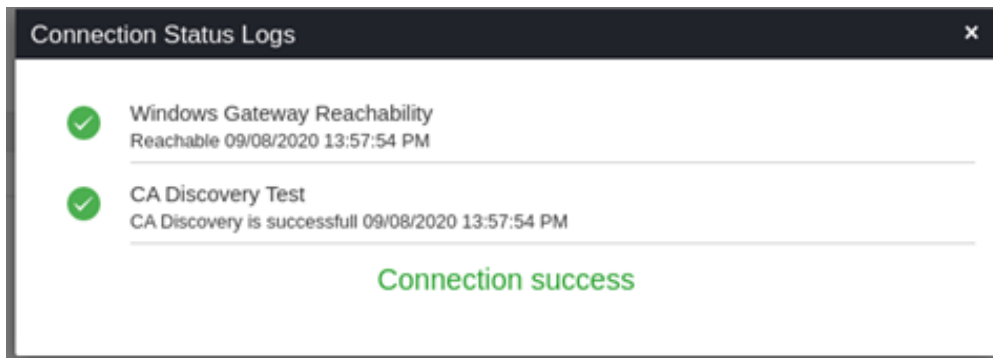 Connection Status Logs
×
Windows Gateway Reachability
Reachable 09/08/2020 13:57:54 PM
CA Discovery Test
CA Discovery is successfull 09/08/2020 13:57:54 PM
Connection success